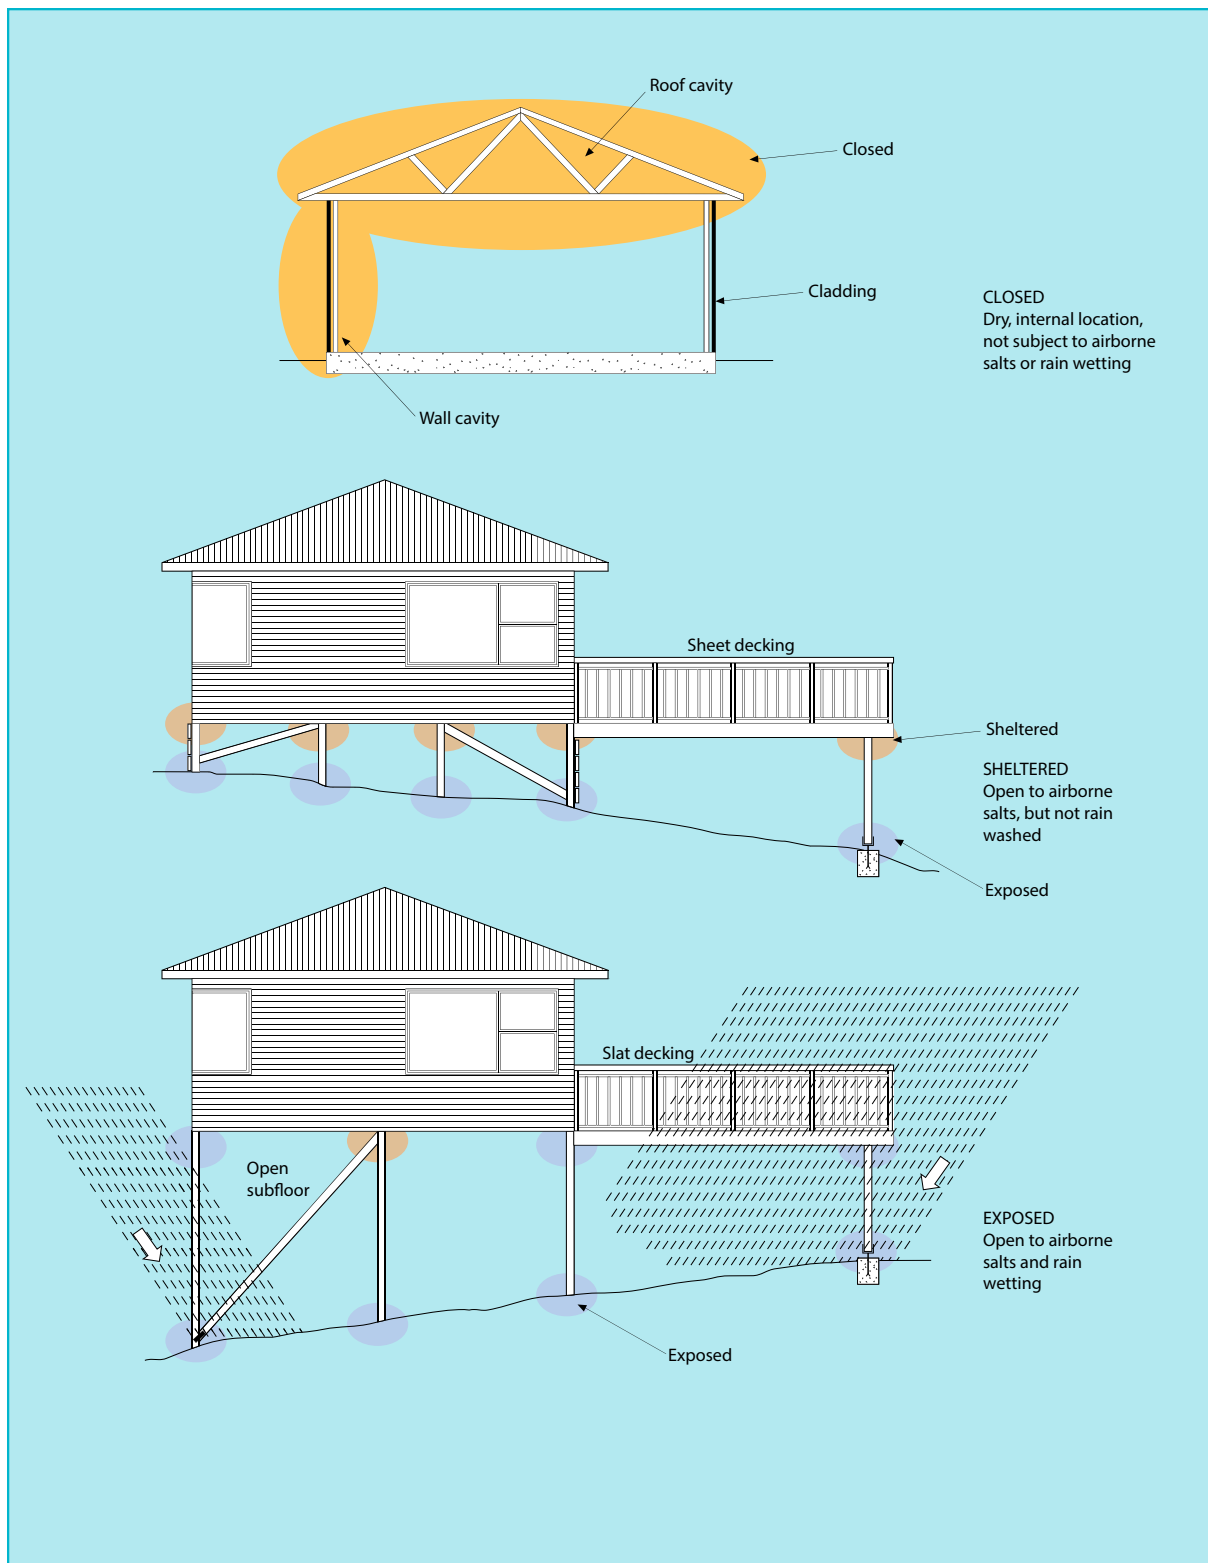 Roof cavity
Closed
Cladding
CLOSED
Dry, internal location,
not subject to airborne
salts or rain wetting
Wall cavity
Sheet decking
Sheltered
SHELTERED
Open to airborne
salts, but not rain
washed
Exposed
Slat decking
Open
subfloor
EXPOSED
Open to airborne
salts and rain
wetting
Exposed